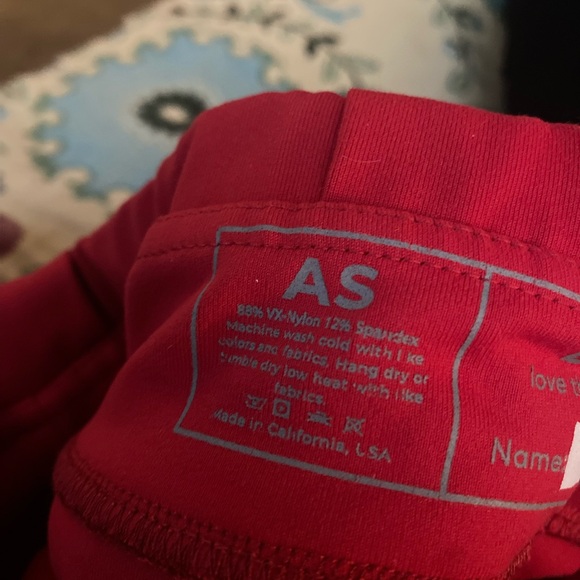 AS
88% VX-Nylon 12% Spandex
Machine wash cold with like
colors and fabrics. Hang dry or
tumble dry low heat with like
fabrics.
Made in California, USA
love
Name: